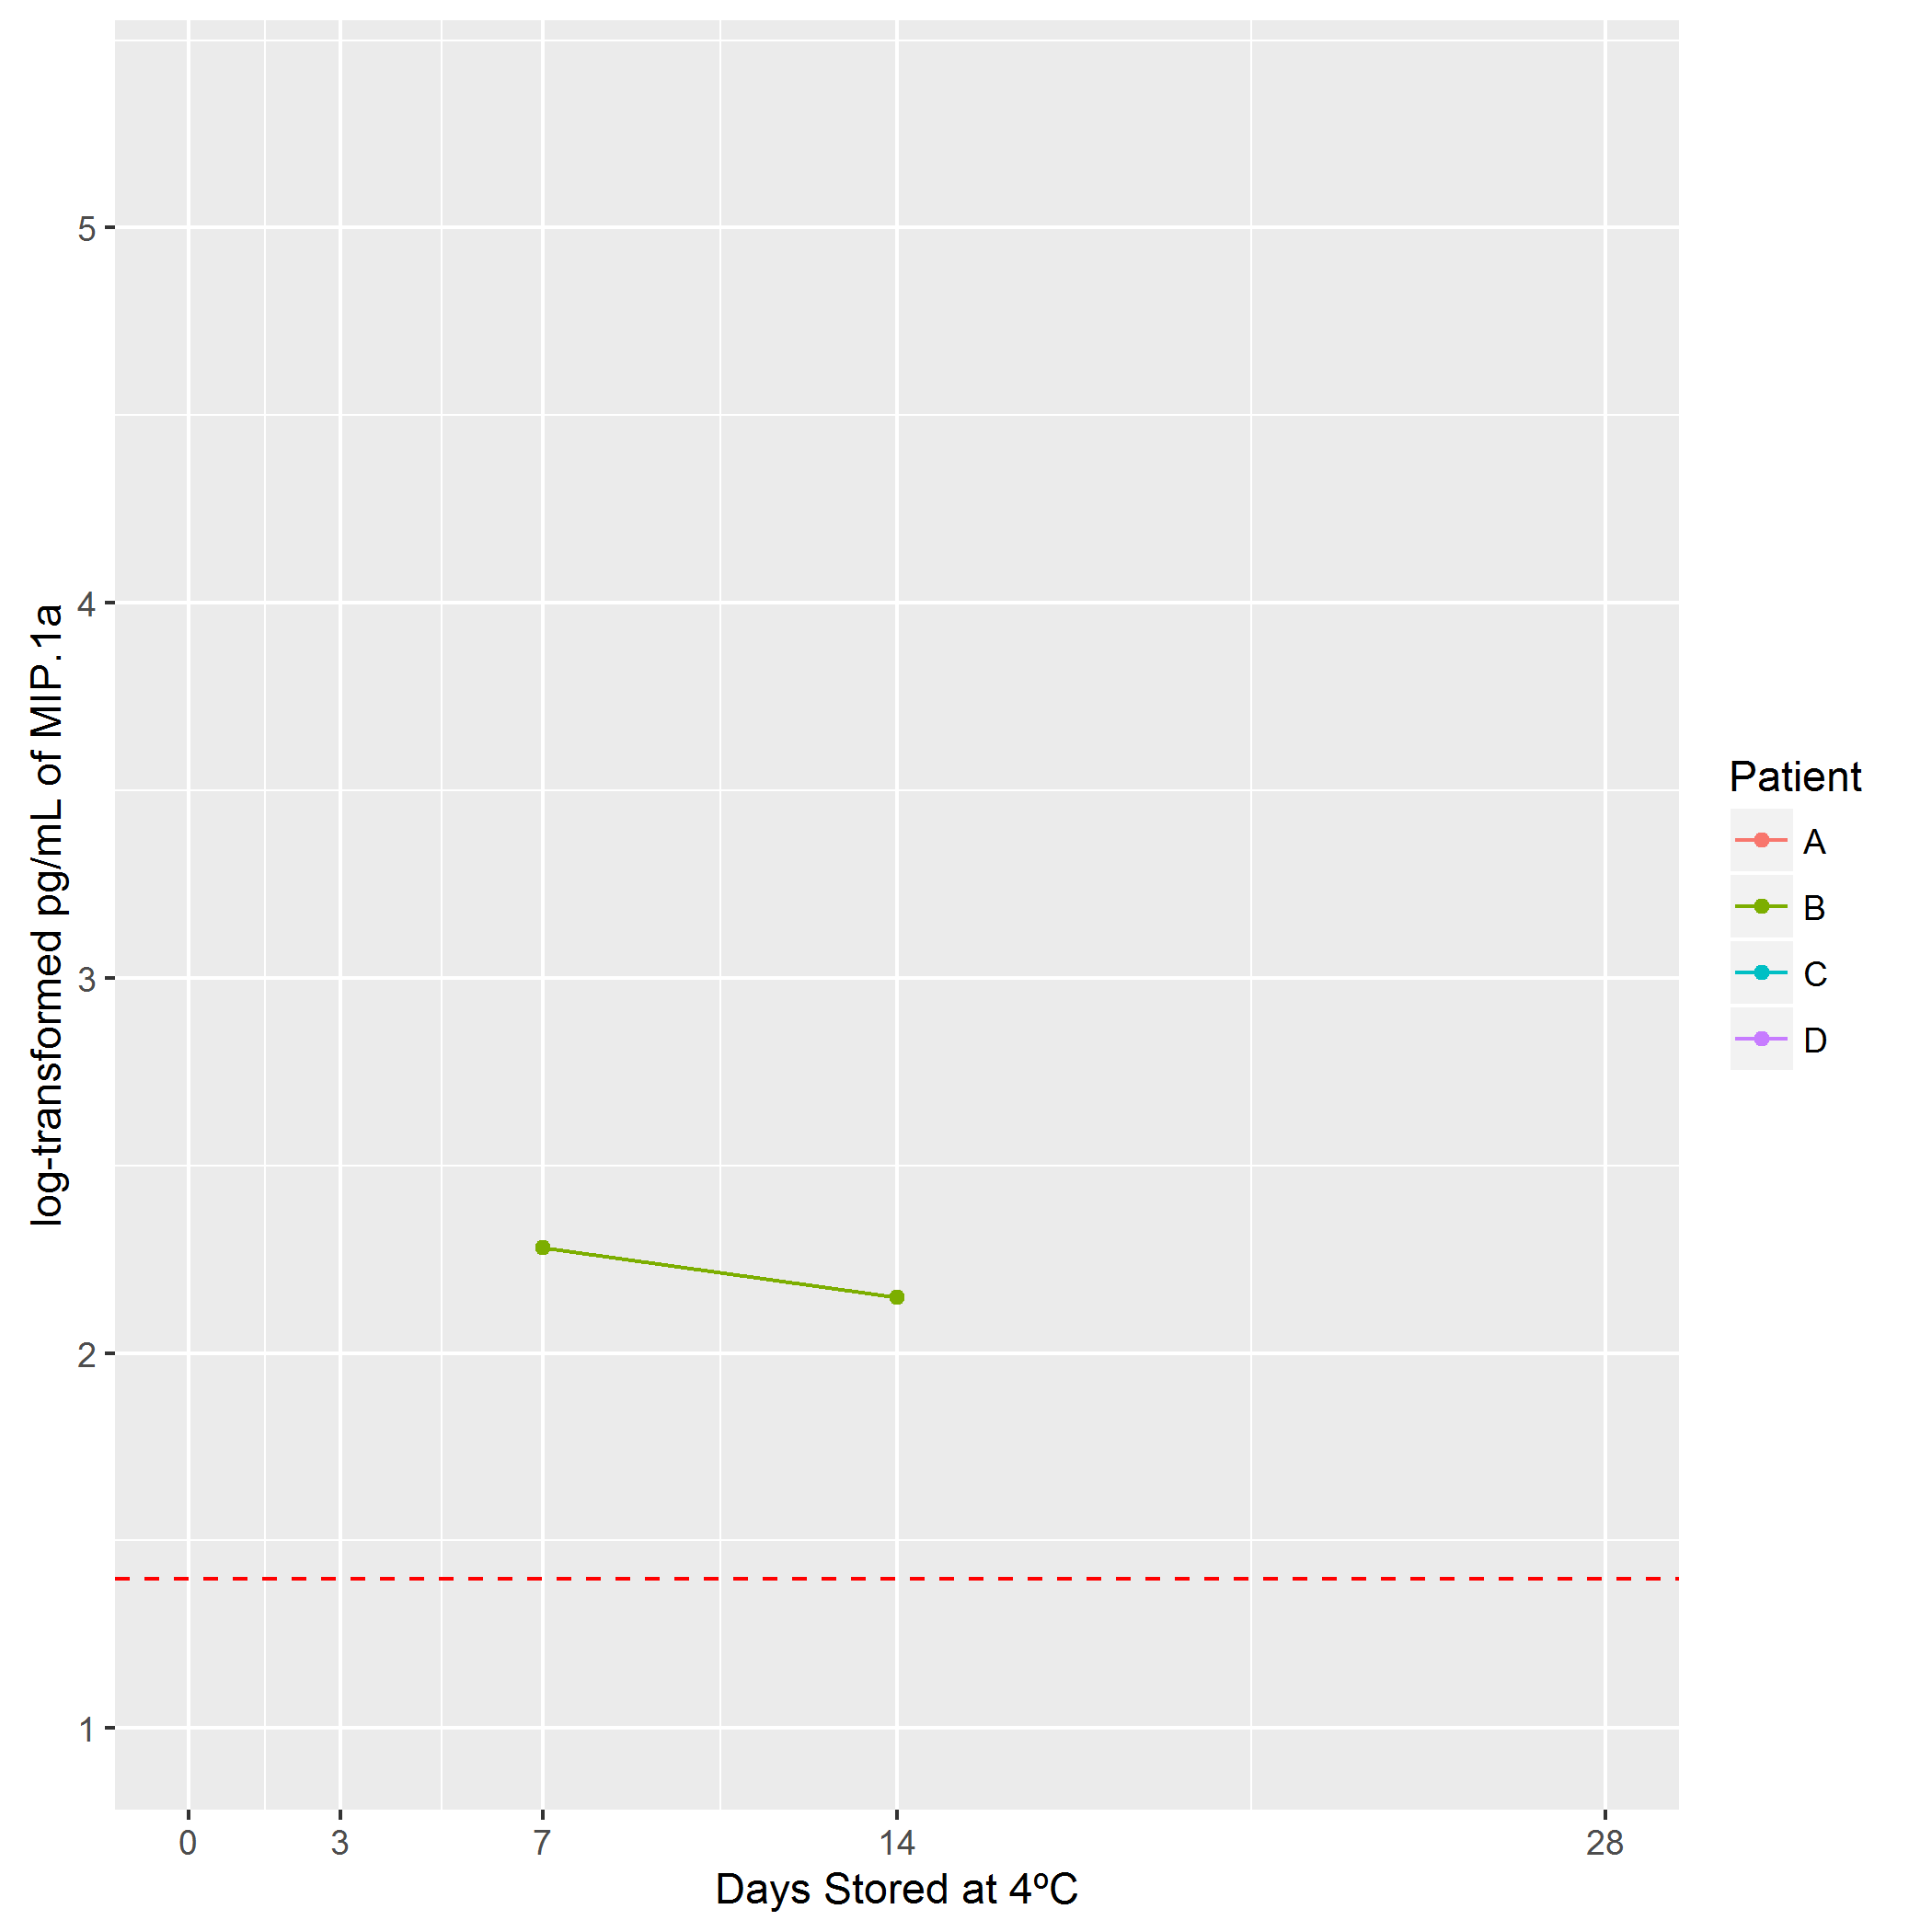 log-transformed pg/mL of MIP.1a
5
4
3
2
1
0 3 7 14 28
Days Stored at 4ºC
Patient
A
B
C
D